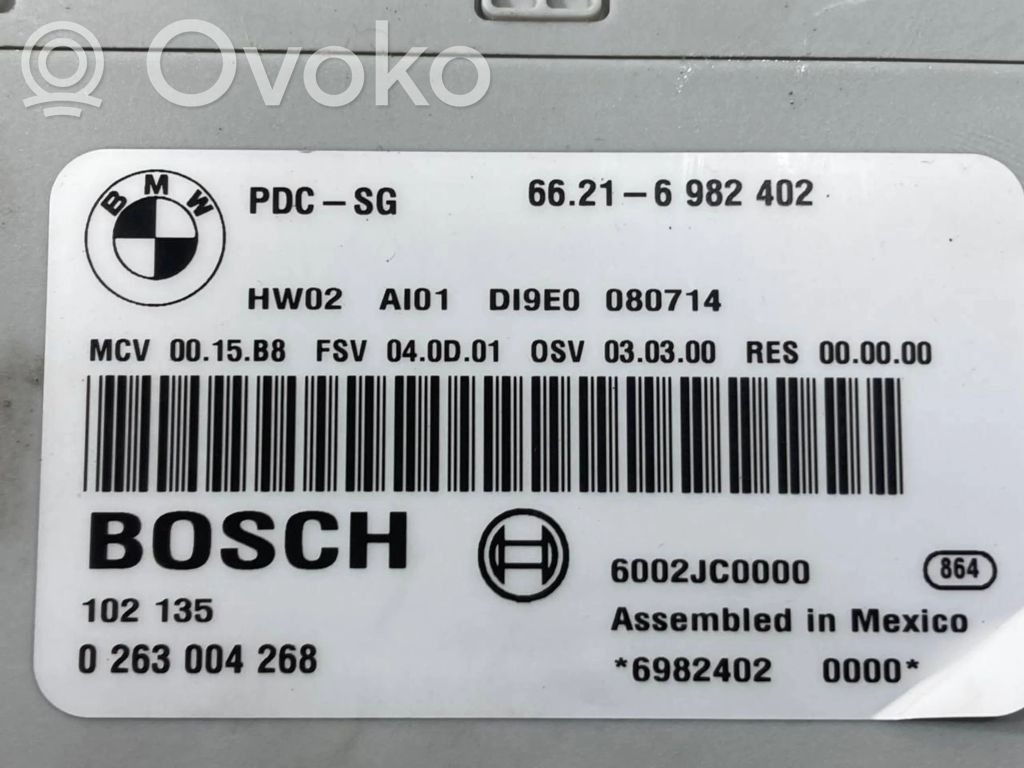 Ovoko
BMW PDC-SG 66.21-6 982 402
HW02 AI01 DI9E0 080714
MCV 00.15.B8 FSV 04.0D.01 OSV 03.03.00 RES 00.00.00
BOSCH
6002JC0000 864
102 135 Assembled in Mexico
0 263 004 268 *6982402 0000*